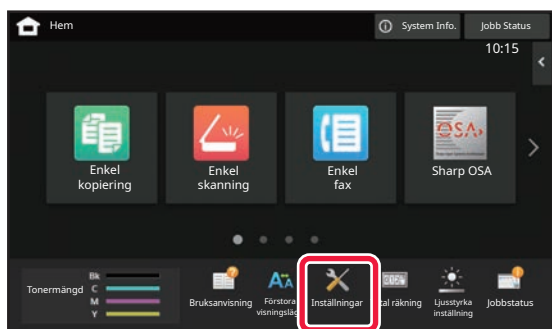 Hem
System Info.
Jobb Status
10:15
Enkel
kopiering
Enkel
skanning
Enkel
fax
Sharp OSA
Tonermängd
Bk
C
M
Y
Bruksanvisning
Förstora
Inställningar
räkning
Ljusstyrka
inställning
Jobbstatus